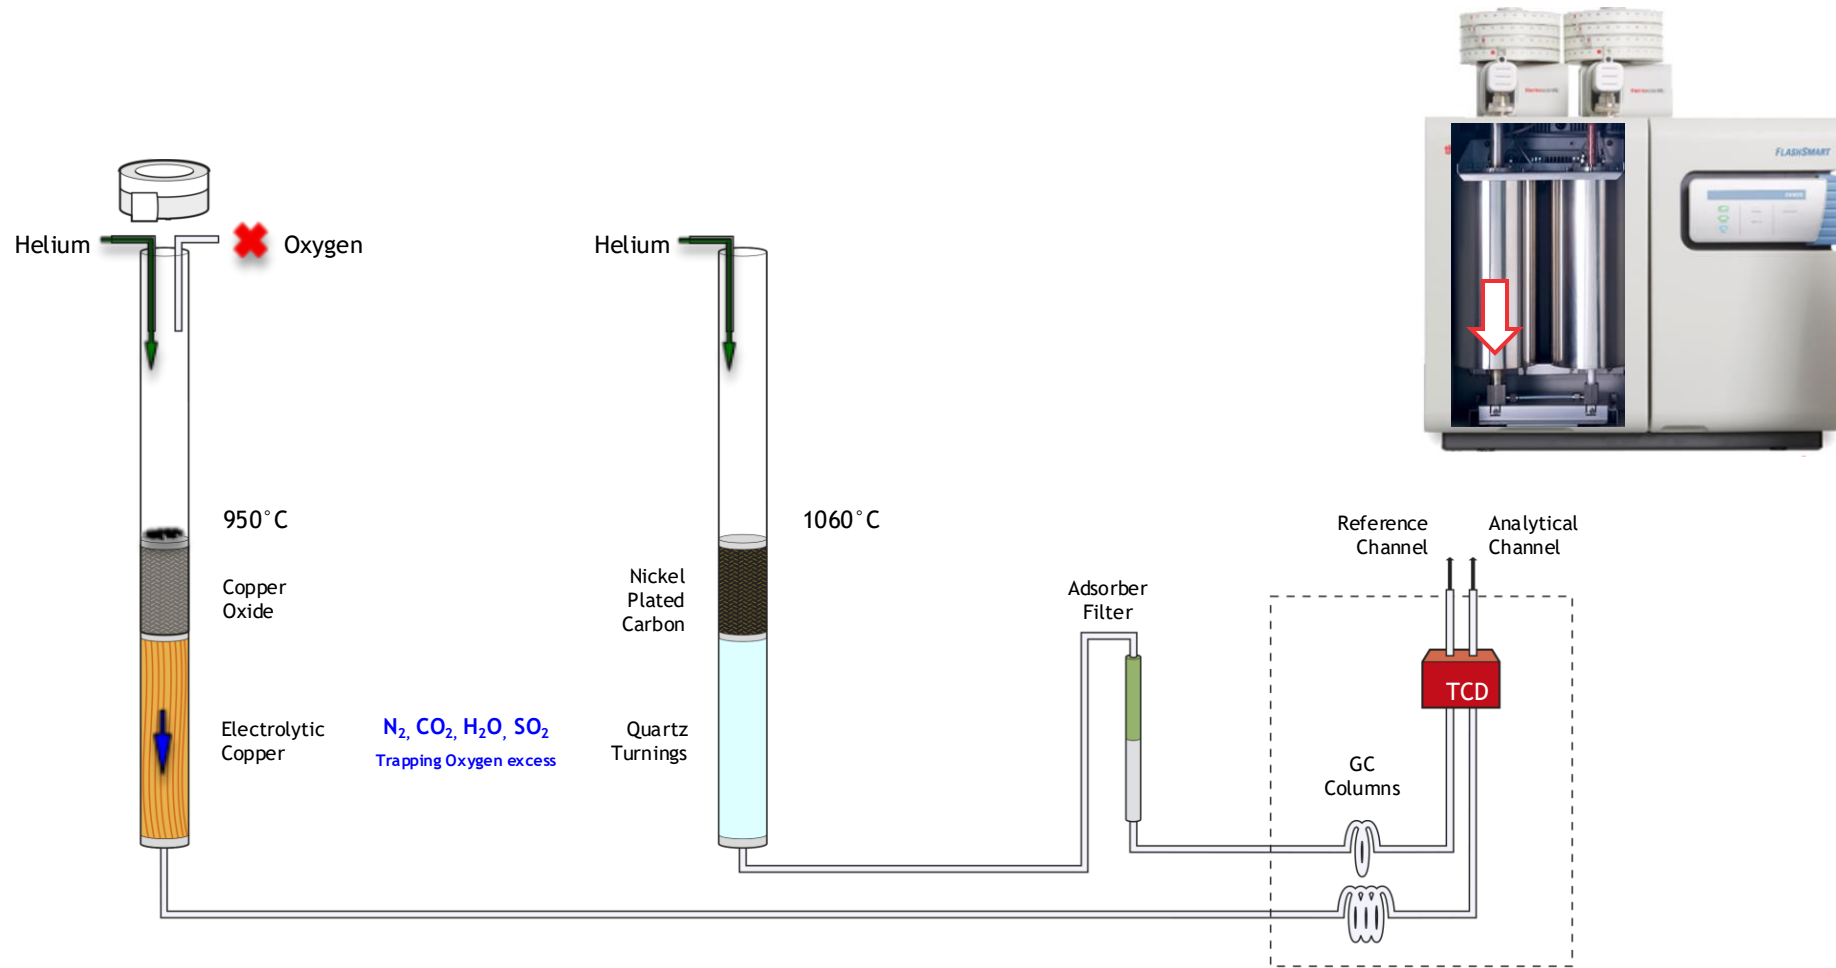 FLASHSMART
Helium
Oxygen
Helium
950°C
1060°C
Reference
Channel
Analytical
Channel
Copper
Oxide
Nickel
Plated
Carbon
Adsorber
Filter
TCD
Electrolytic
Copper
N2, CO2, H2O, SO2
Trapping Oxygen excess
Quartz
Turnings
GC
Columns